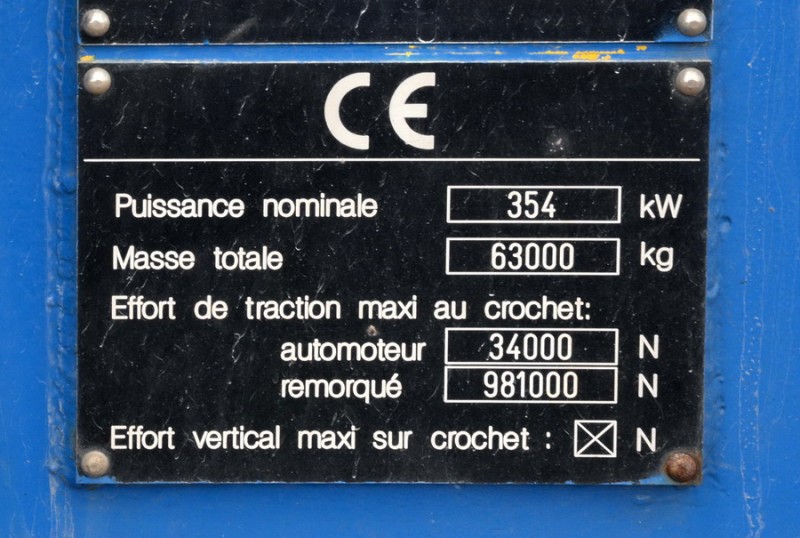 CE
Puissance nominale 354 kW
Masse totale 63000 kg
Effort de traction maxi au crochet:
automoteur 34000 N
remorqué 981000 N
Effort vertical maxi sur crochet : ☒ N